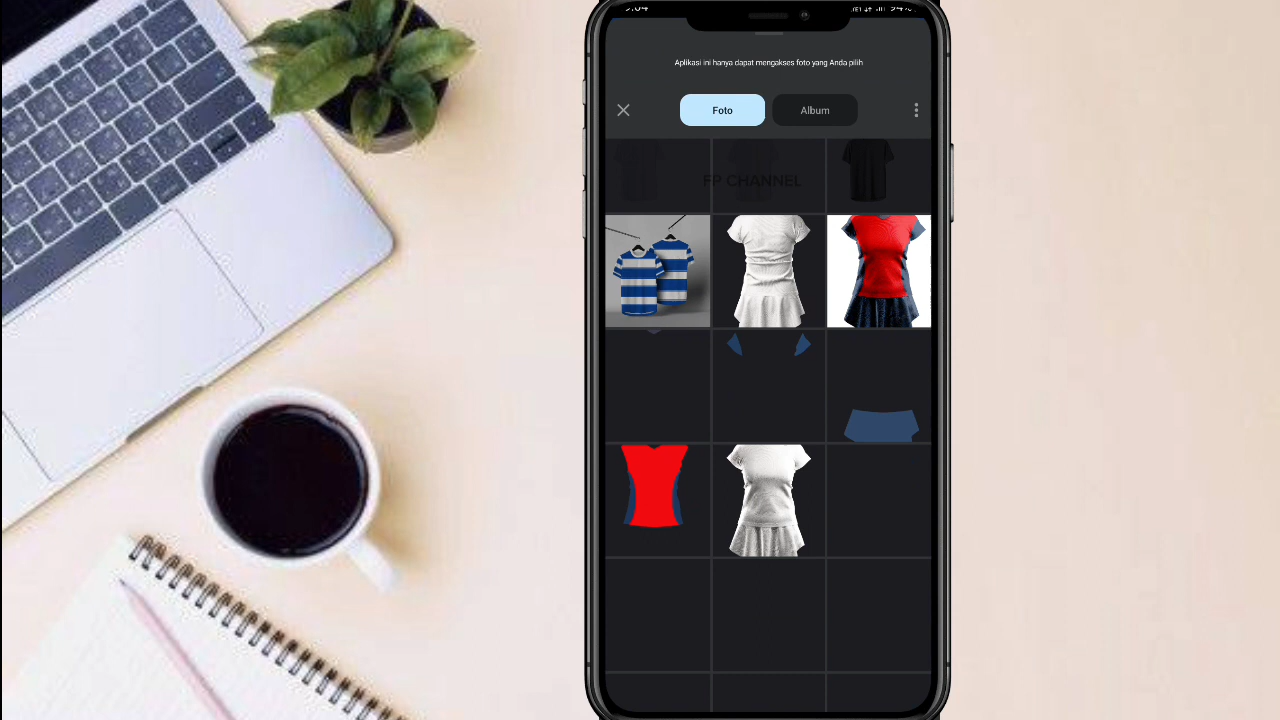 Aplikasi ini hanya dapat mengakses foto yang Anda pilih
Foto
Album
FP CHANNEL